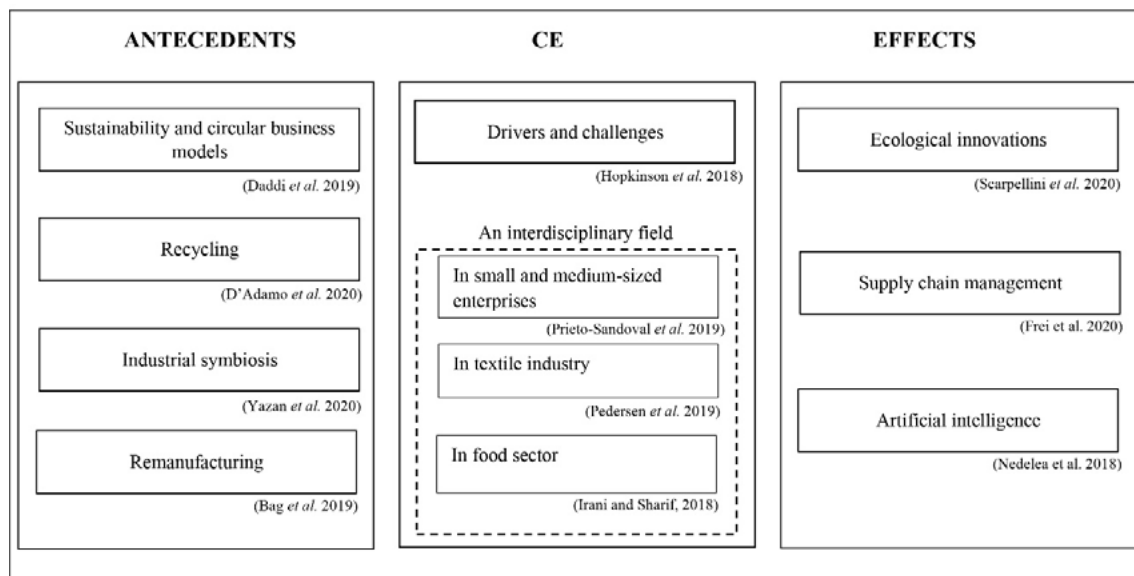 ANTECEDENTS
Sustainability and circular business
models
(Daddi et al. 2019)
Recycling
(D’Adamo et al. 2020)
Industrial symbiosis
(Yazan et al. 2020)
Remanufacturing
(Bag et al. 2019)
CE
Drivers and challenges
(Hopkinson et al. 2018)
An interdisciplinary field
In small and medium-sized
enterprises
(Prieto-Sandoval et al. 2019)
In textile industry
(Pedersen et al. 2019)
In food sector
(Irani and Sharif, 2018)
EFFECTS
Ecological innovations
(Scarpellini et al. 2020)
Supply chain management
(Frei et al. 2020)
Artificial intelligence
(Nedelea et al. 2018)